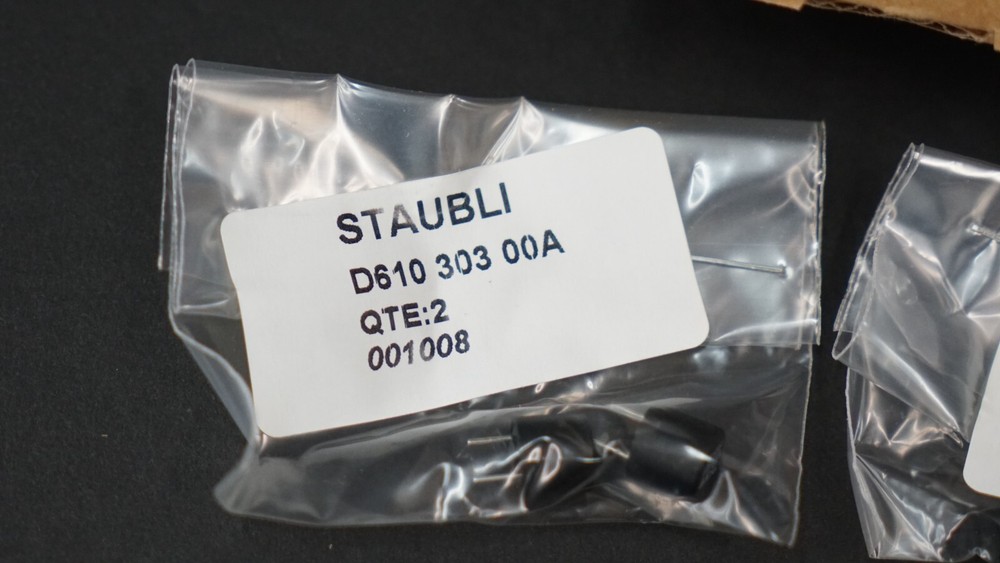 STAUBLI
D610 303 00A
QTE:2
001008